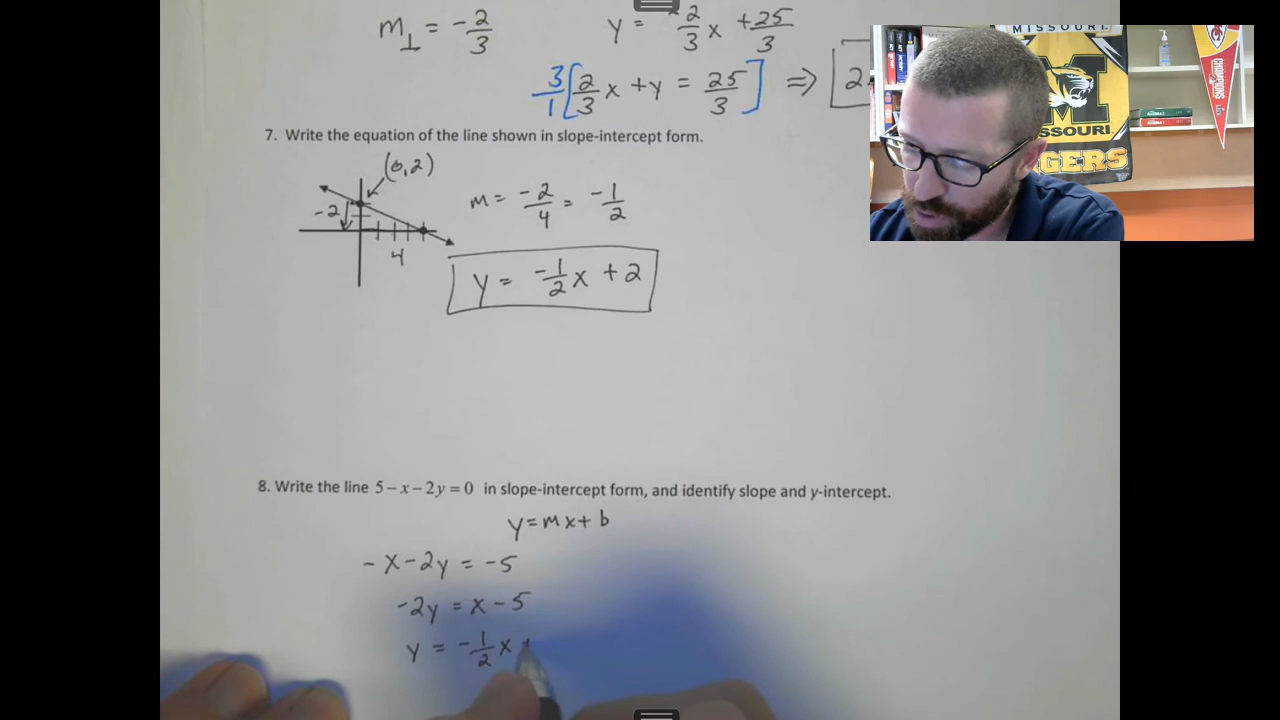 m⊥ = -2/3
y = -2/3 x + 25/3
3/1 [2/3 x + y = 25/3] ⇒ 2
7. Write the equation of the line shown in slope-intercept form.
(0,2)
-2
4
m = -2/4 = -1/2
y = -1/2 x + 2
8. Write the line 5-x-2y=0 in slope-intercept form, and identify slope and y-intercept.
y=mx+b
-x-2y = -5
-2y = x-5
y = -1/2 x
MISSOURI
M
MISSOURI
TIGERS
CHAMPIONS